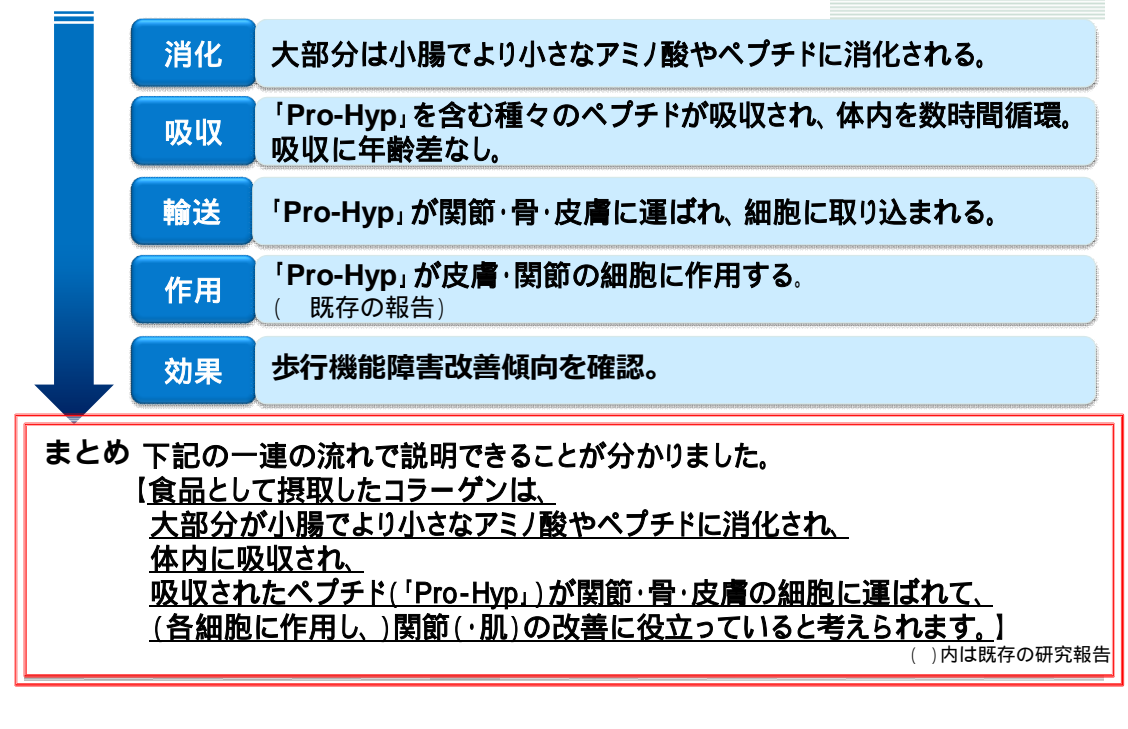 消化
大部分は小腸でより小さなアミノ酸やペプチドに消化される。
吸収
「Pro-Hyp」を含む種々のペプチドが吸収され、体内を数時間循環。
吸収に年齢差なし。
輸送
「Pro-Hyp」が関節・骨・皮膚に運ばれ、細胞に取り込まれる。
作用
「Pro-Hyp」が皮膚・関節の細胞に作用する。
(　既存の報告)
効果
歩行機能障害改善傾向を確認。
まとめ 下記の一連の流れで説明できることが分かりました。
【食品として摂取したコラーゲンは、
大部分が小腸でより小さなアミノ酸やペプチドに消化され、
体内に吸収され、
吸収されたペプチド(「Pro-Hyp」)が関節・骨・皮膚の細胞に運ばれて、
(各細胞に作用し、)関節(・肌)の改善に役立っていると考えられます。】
(　)内は既存の研究報告